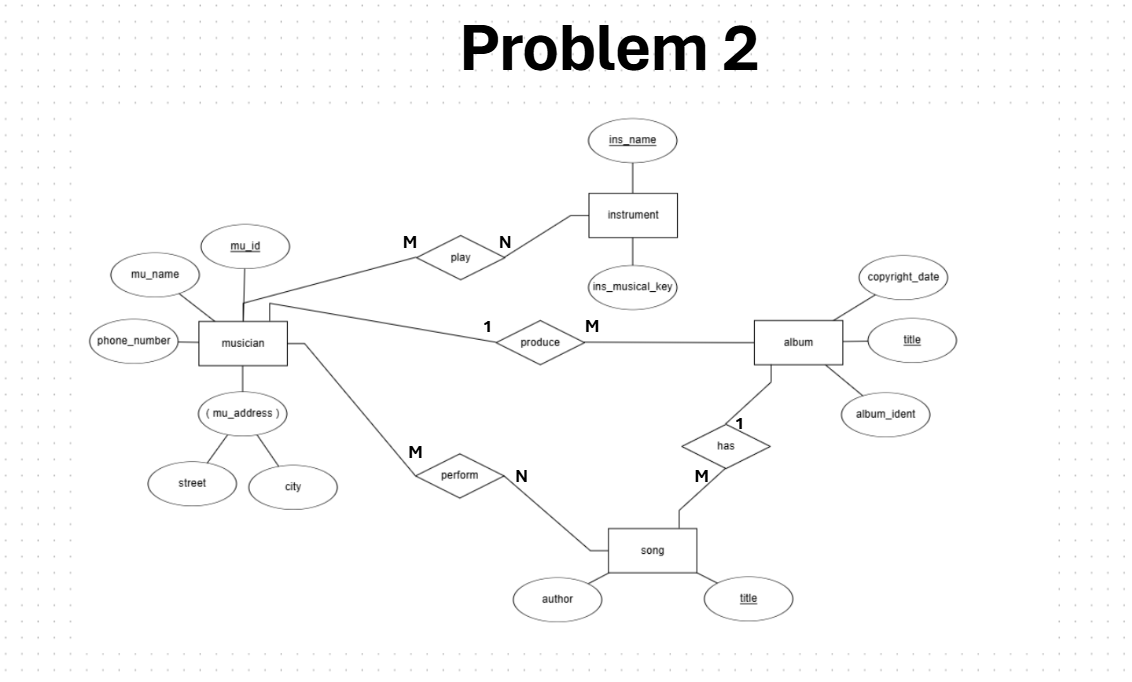 Problem 2
ins_name
instrument
ins_musical_key
M
play
N
mu_id
mu_name
phone_number
musician
( mu_address )
street
city
1
produce
M
album
copyright_date
title
album_ident
1
has
M
M
perform
N
song
author
title